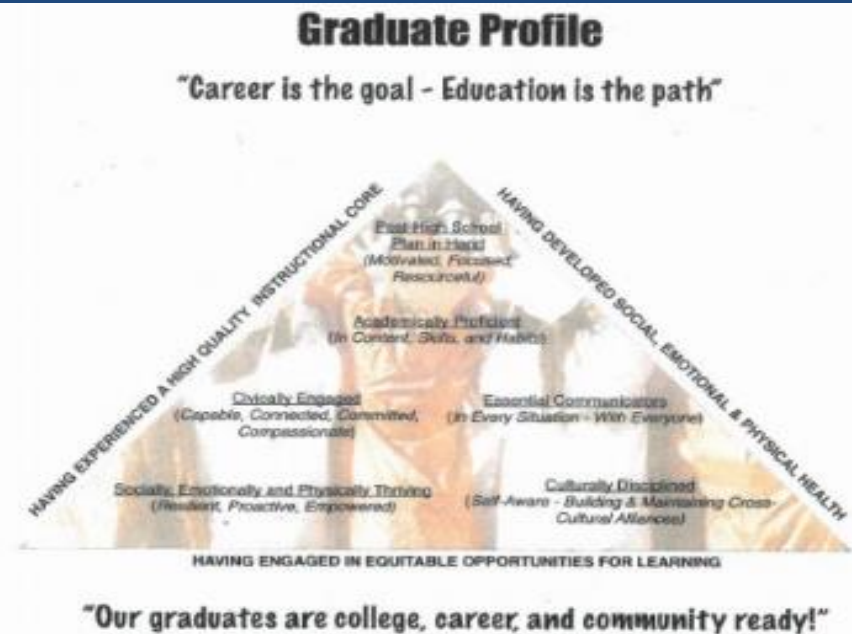 Graduate Profile
"Career is the goal - Education is the path"
HAVING EXPERIENCED A HIGH QUALITY INSTRUCTIONAL CORE
HAVING DEVELOPED SOCIAL, EMOTIONAL & PHYSICAL HEALTH
Post High School
Plan in Hand
(Motivated, Focused,
Resourceful)
Academically Proficient
(In Content, Skills, and Habits)
Civically Engaged
(Capable, Connected, Committed,
Compassionate)
Essential Communicators
(In Every Situation - With Everyone)
Socially, Emotionally and Physically Thriving
(Resilient, Proactive, Empowered)
Culturally Disciplined
(Self-Aware - Building & Maintaining Cross-
Cultural Alliances)
HAVING ENGAGED IN EQUITABLE OPPORTUNITIES FOR LEARNING
"Our graduates are college, career, and community ready!"